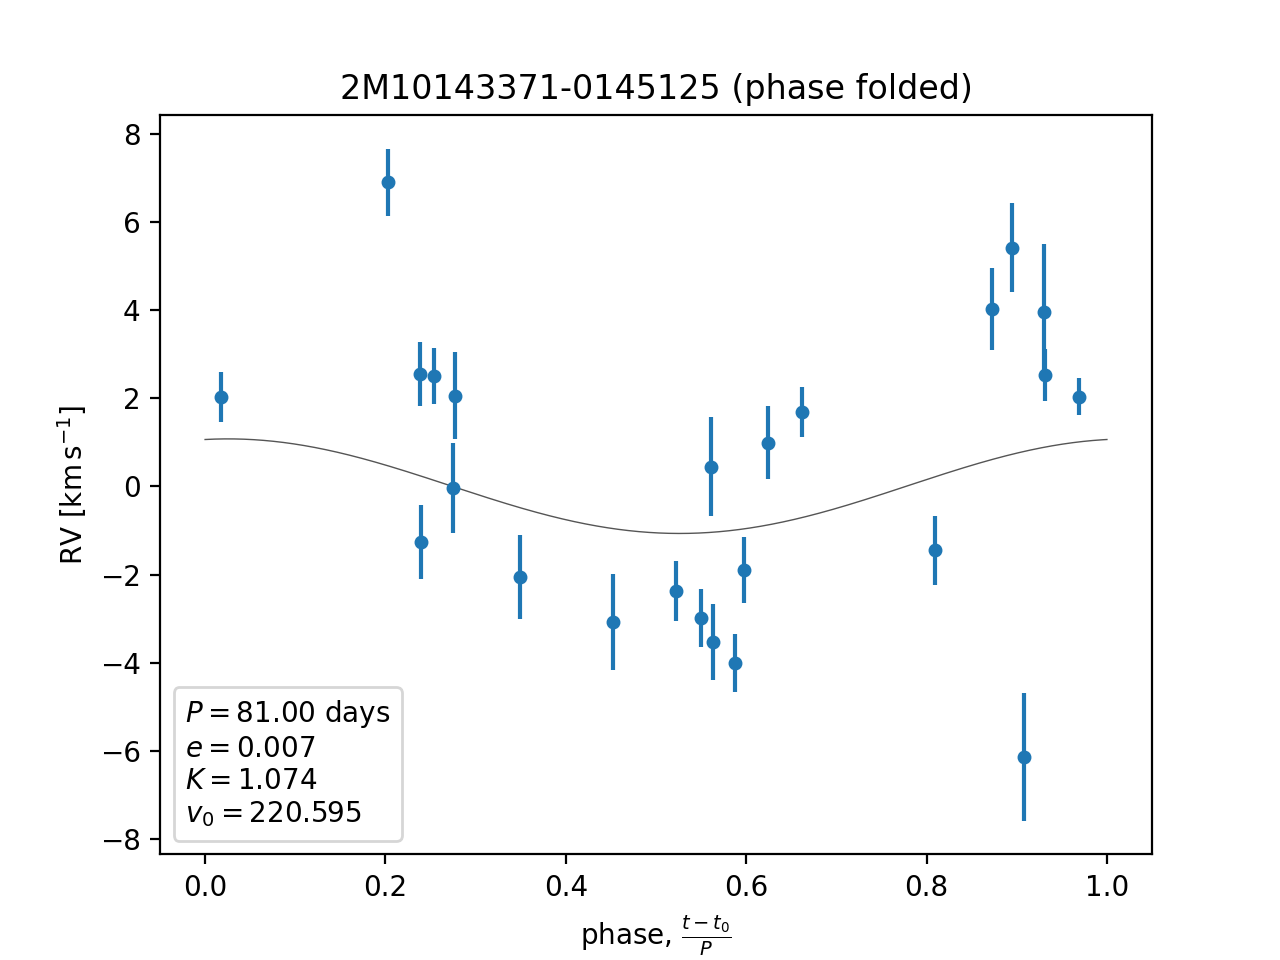 2M10143371-0145125 (phase folded)
8
6
4
2
0
−2
−4
−6
−8
RV [km s⁻¹]
P = 81.00 days
e = 0.007
K = 1.074
v₀ = 220.595
0.0 0.2 0.4 0.6 0.8 1.0
phase, (t − t₀)/P